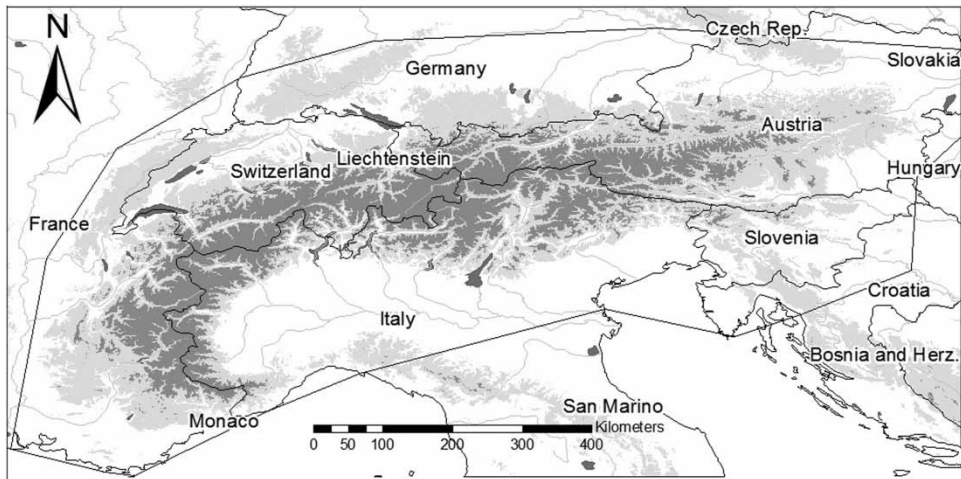 N
Czech Rep.
Slovakia
Germany
Austria
Liechtenstein
Switzerland
Hungary
France
Slovenia
Croatia
Italy
Bosnia and Herz.
San Marino
Monaco
Kilometers
0 25 50 100 200 300 400